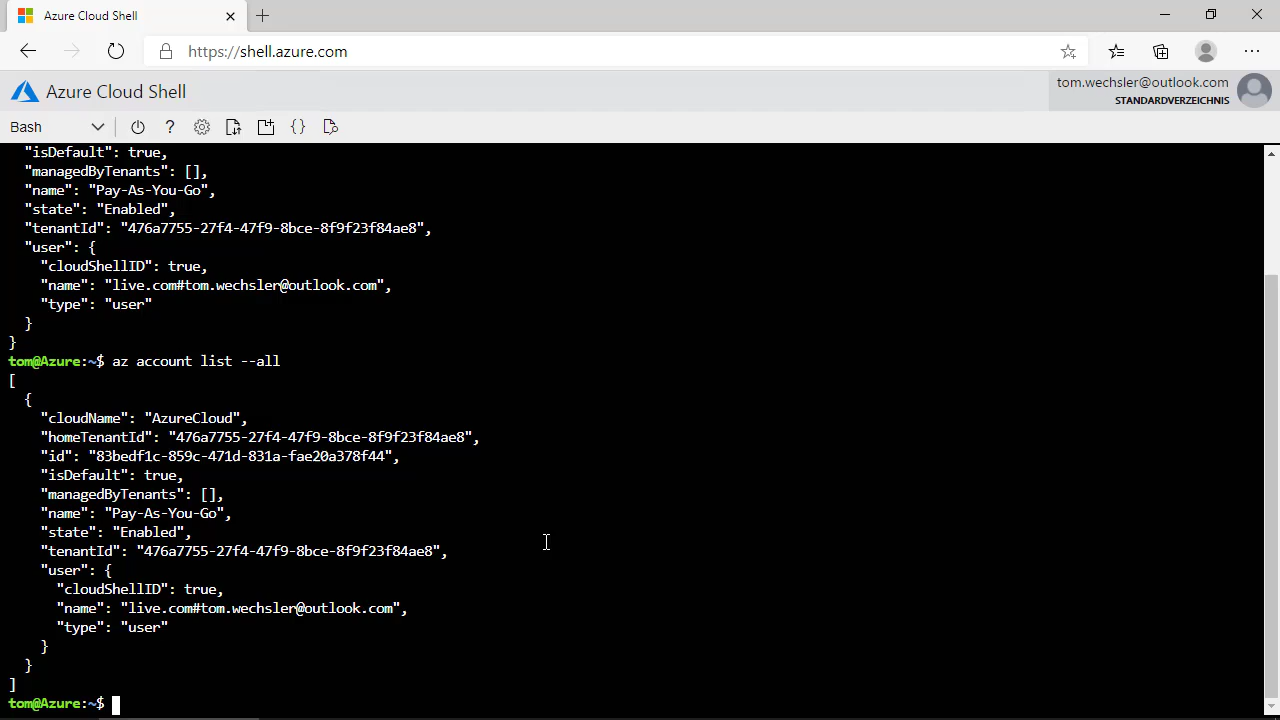 Azure Cloud Shell
https://shell.azure.com
Azure Cloud Shell
tom.wechsler@outlook.com
STANDARDVERZEICHNIS
Bash
?
{}
"isDefault": true,
"managedByTenants": [],
"name": "Pay-As-You-Go",
"state": "Enabled",
"tenantId": "476a7755-27f4-47f9-8bce-8f9f23f84ae8",
"user": {
"cloudShellID": true,
"name": "live.com#tom.wechsler@outlook.com",
"type": "user"
}
}
tom@Azure:~$ az account list --all
[
{
"cloudName": "AzureCloud",
"homeTenantId": "476a7755-27f4-47f9-8bce-8f9f23f84ae8",
"id": "83bedf1c-859c-471d-831a-fae20a378f44",
"isDefault": true,
"managedByTenants": [],
"name": "Pay-As-You-Go",
"state": "Enabled",
"tenantId": "476a7755-27f4-47f9-8bce-8f9f23f84ae8",
"user": {
"cloudShellID": true,
"name": "live.com#tom.wechsler@outlook.com",
"type": "user"
}
}
]
tom@Azure:~$